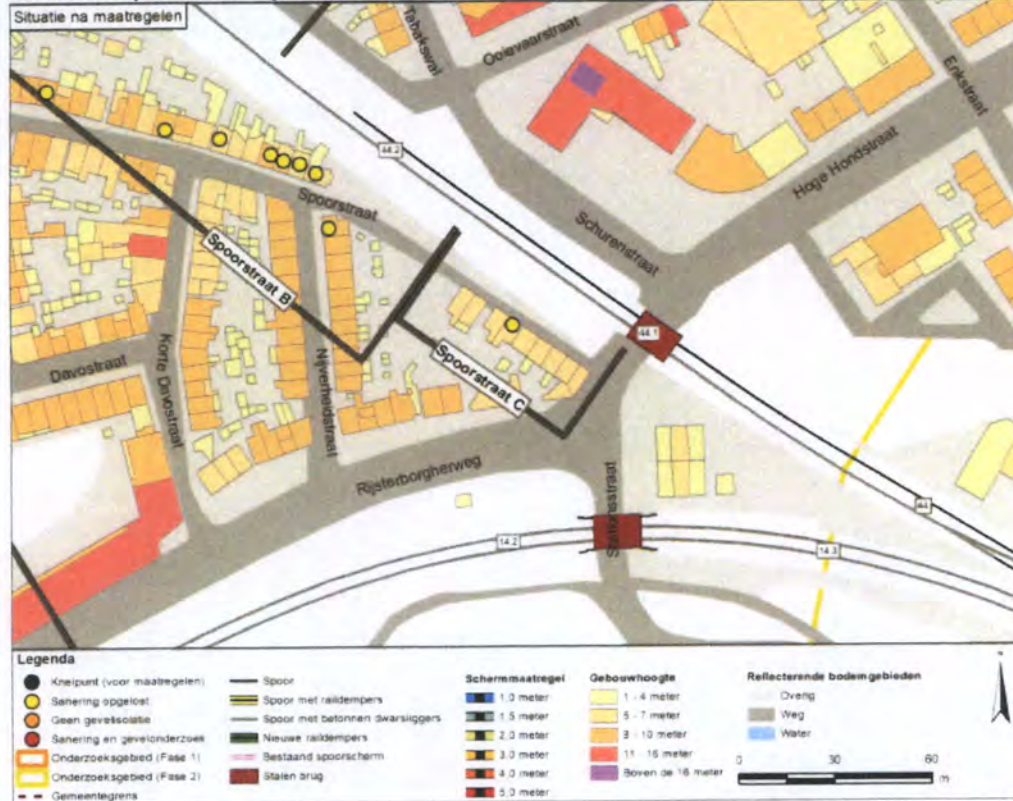 Situatie na maatregelen
Tabakswal
Ooievaarstraat
Enkstraat
Hoge Hondstraat
44.2
Spoorstraat
Schurenstraat
Spoorstraat B
44.1
Spoorstraat C
Davostraat
Korte Davostraat
Nijverheidstraat
Rijsterborgherweg
Stationsstraat
44
14.2
14.3
Legenda
Knelpunt (voor maatregelen)
Sanering opgelost
Geen gevelisolatie
Sanering en gevelonderzoek
Onderzoeksgebied (Fase 1)
Onderzoeksgebied (Fase 2)
Gemeentegrens
Spoor
Spoor met raildempers
Spoor met betonnen dwarsliggers
Nieuwe raildempers
Bestaand spoorscherm
Stalen brug
Schermmaatregel
1,0 meter
1,5 meter
2,0 meter
3,0 meter
4,0 meter
5,0 meter
Gebouwhoogte
1 - 4 meter
5 - 7 meter
8 - 10 meter
11 - 16 meter
Boven de 16 meter
Reflecterende bodemgebieden
Overig
Weg
Water
0 30 60
m